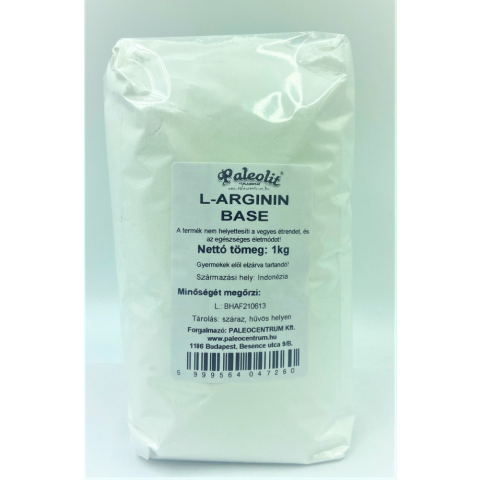 Paleolit
L-ARGININ
BASE
A termék nem helyettesíti a vegyes étrendet, és
az egészséges életmódot!
Nettó tömeg: 1kg
Gyermekek elől elzárva tartandó!
Származási hely: Indonézia
Minőségét megőrzi:
L.: BHAF210613
Tárolás: száraz, hűvös helyen
Forgalmazó: PALEOCENTRUM Kft.
www.paleocentrum.hu
1186 Budapest, Besence utca 9/B.
5 999564 047260